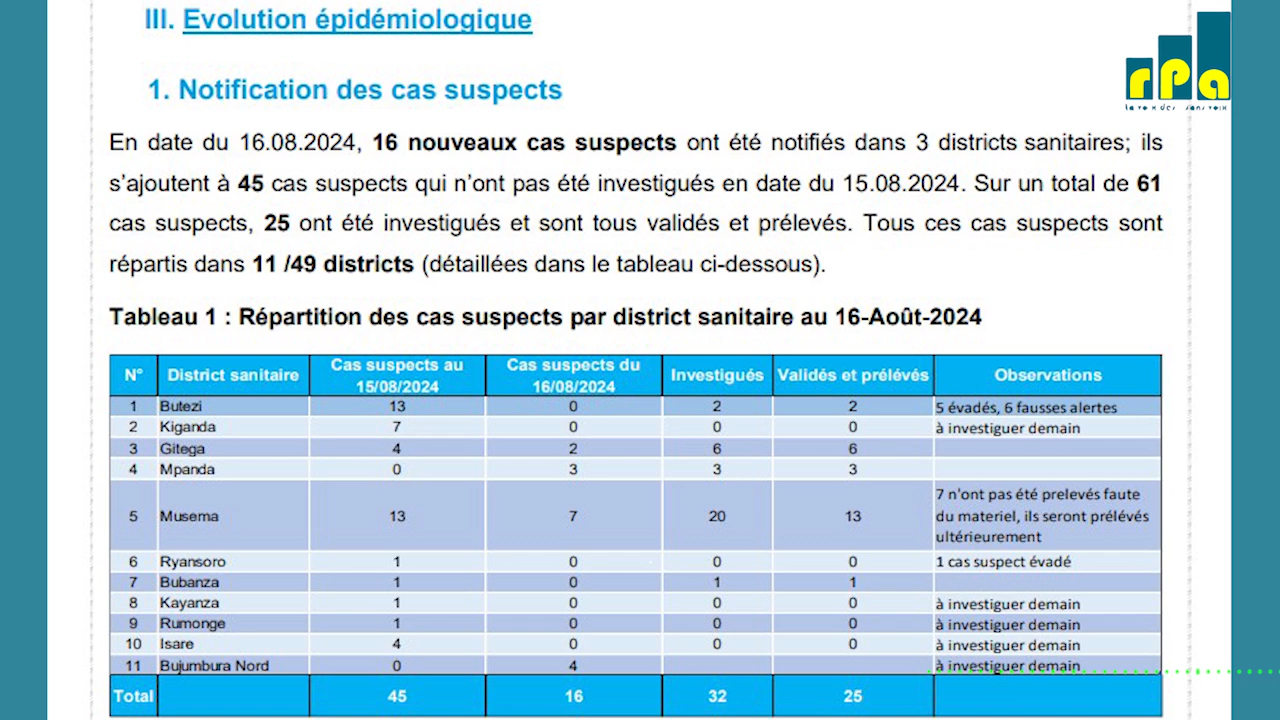 III. Evolution épidémiologique
rPa
la voix des sans voix
1. Notification des cas suspects
En date du 16.08.2024, 16 nouveaux cas suspects ont été notifiés dans 3 districts sanitaires; ils
s'ajoutent à 45 cas suspects qui n'ont pas été investigués en date du 15.08.2024. Sur un total de 61
cas suspects, 25 ont été investigués et sont tous validés et prélevés. Tous ces cas suspects sont
répartis dans 11 /49 districts (détaillées dans le tableau ci-dessous).
Tableau 1 : Répartition des cas suspects par district sanitaire au 16-Août-2024
N° District sanitaire Cas suspects au 15/08/2024 Cas suspects du 16/08/2024 Investigués Validés et prélévés Observations
1 Butezi 13 0 2 2 5 évadés, 6 fausses alertes
2 Kiganda 7 0 0 0 à investiguer demain
3 Gitega 4 2 6 6
4 Mpanda 0 3 3 3
5 Musema 13 7 20 13 7 n'ont pas été prelevés faute
du materiel, ils seront prélévés
ultérieurement
6 Ryansoro 1 0 0 0 1 cas suspect évadé
7 Bubanza 1 0 1 1
8 Kayanza 1 0 0 0 à investiguer demain
9 Rumonge 1 0 0 0 à investiguer demain
10 Isare 4 0 0 0 à investiguer demain
11 Bujumbura Nord 0 4 à investiguer demain
Total 45 16 32 25